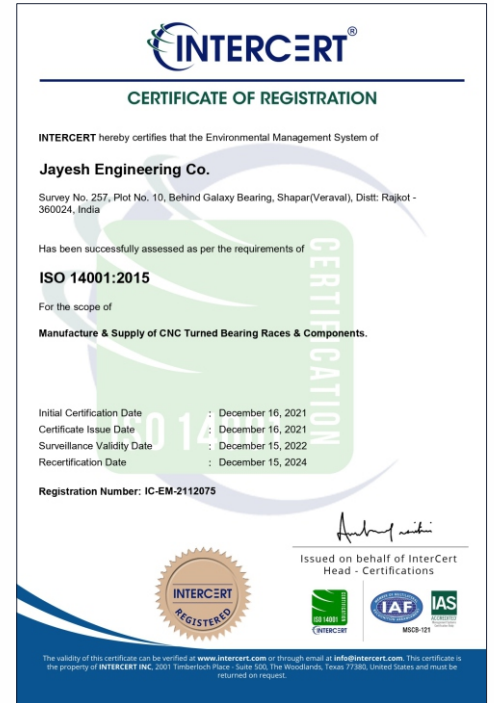 INTERCERT®
CERTIFICATE OF REGISTRATION
INTERCERT hereby certifies that the Environmental Management System of
Jayesh Engineering Co.
Survey No. 257, Plot No. 10, Behind Galaxy Bearing, Shapar(Veraval), Distt: Rajkot -
360024, India
Has been successfully assessed as per the requirements of
ISO 14001:2015
For the scope of
Manufacture & Supply of CNC Turned Bearing Races & Components.
CERTIFICATION
ISO 14001
Initial Certification Date : December 16, 2021
Certificate Issue Date : December 16, 2021
Surveillance Validity Date : December 15, 2022
Recertification Date : December 15, 2024
Registration Number: IC-EM-2112075
Issued on behalf of InterCert
Head - Certifications
INTERCERT
REGISTERED
ISO 14001
CERTIFICATION
INTERCERT
IAF
IAS
ACCREDITED
MSCB-121
The validity of this certificate can be verified at www.intercert.com or through email at info@intercert.com. This certificate is
the property of INTERCERT INC, 2001 Timberloch Place - Suite 500, The Woodlands, Texas 77380, United States and must be
returned on request.